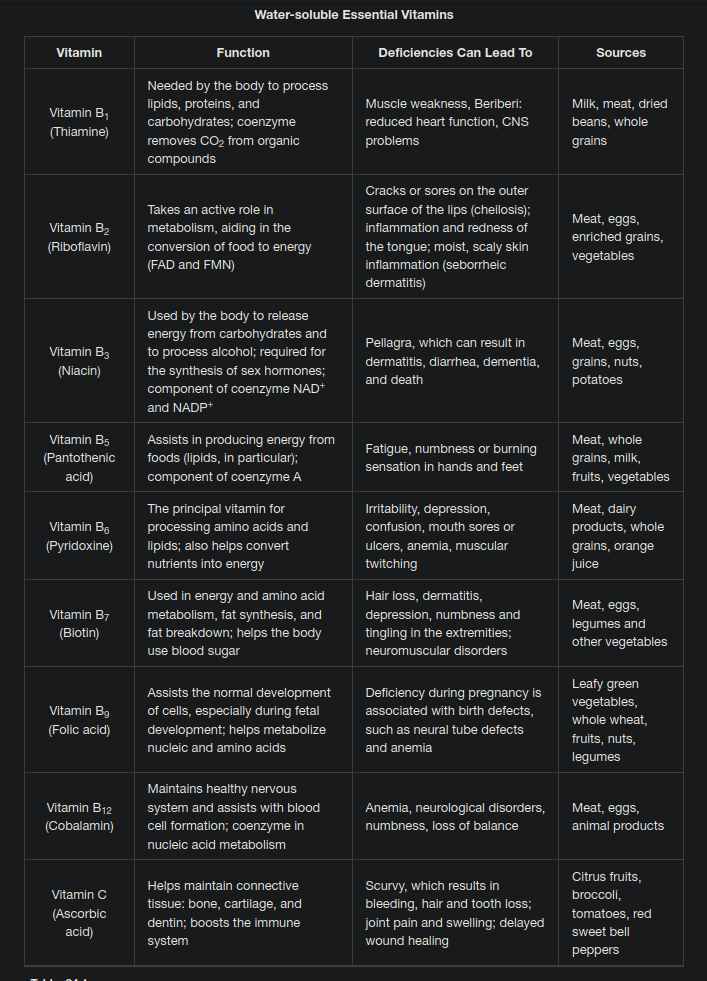 Water-soluble Essential Vitamins
Vitamin
Function
Deficiencies Can Lead To
Sources
Vitamin B₁
(Thiamine)
Needed by the body to process
lipids, proteins, and
carbohydrates; coenzyme
removes CO₂ from organic
compounds
Muscle weakness, Beriberi:
reduced heart function, CNS
problems
Milk, meat, dried
beans, whole
grains
Vitamin B₂
(Riboflavin)
Takes an active role in
metabolism, aiding in the
conversion of food to energy
(FAD and FMN)
Cracks or sores on the outer
surface of the lips (cheilosis);
inflammation and redness of
the tongue; moist, scaly skin
inflammation (seborrheic
dermatitis)
Meat, eggs,
enriched grains,
vegetables
Vitamin B₃
(Niacin)
Used by the body to release
energy from carbohydrates and
to process alcohol; required for
the synthesis of sex hormones;
component of coenzyme NAD⁺
and NADP⁺
Pellagra, which can result in
dermatitis, diarrhea, dementia,
and death
Meat, eggs,
grains, nuts,
potatoes
Vitamin B₅
(Pantothenic
acid)
Assists in producing energy from
foods (lipids, in particular);
component of coenzyme A
Fatigue, numbness or burning
sensation in hands and feet
Meat, whole
grains, milk,
fruits, vegetables
Vitamin B₆
(Pyridoxine)
The principal vitamin for
processing amino acids and
lipids; also helps convert
nutrients into energy
Irritability, depression,
confusion, mouth sores or
ulcers, anemia, muscular
twitching
Meat, dairy
products, whole
grains, orange
juice
Vitamin B₇
(Biotin)
Used in energy and amino acid
metabolism, fat synthesis, and
fat breakdown; helps the body
use blood sugar
Hair loss, dermatitis,
depression, numbness and
tingling in the extremities;
neuromuscular disorders
Meat, eggs,
legumes and
other vegetables
Vitamin B₉
(Folic acid)
Assists the normal development
of cells, especially during fetal
development; helps metabolize
nucleic and amino acids
Deficiency during pregnancy is
associated with birth defects,
such as neural tube defects
and anemia
Leafy green
vegetables,
whole wheat,
fruits, nuts,
legumes
Vitamin B₁₂
(Cobalamin)
Maintains healthy nervous
system and assists with blood
cell formation; coenzyme in
nucleic acid metabolism
Anemia, neurological disorders,
numbness, loss of balance
Meat, eggs,
animal products
Vitamin C
(Ascorbic
acid)
Helps maintain connective
tissue: bone, cartilage, and
dentin; boosts the immune
system
Scurvy, which results in
bleeding, hair and tooth loss;
joint pain and swelling; delayed
wound healing
Citrus fruits,
broccoli,
tomatoes, red
sweet bell
peppers